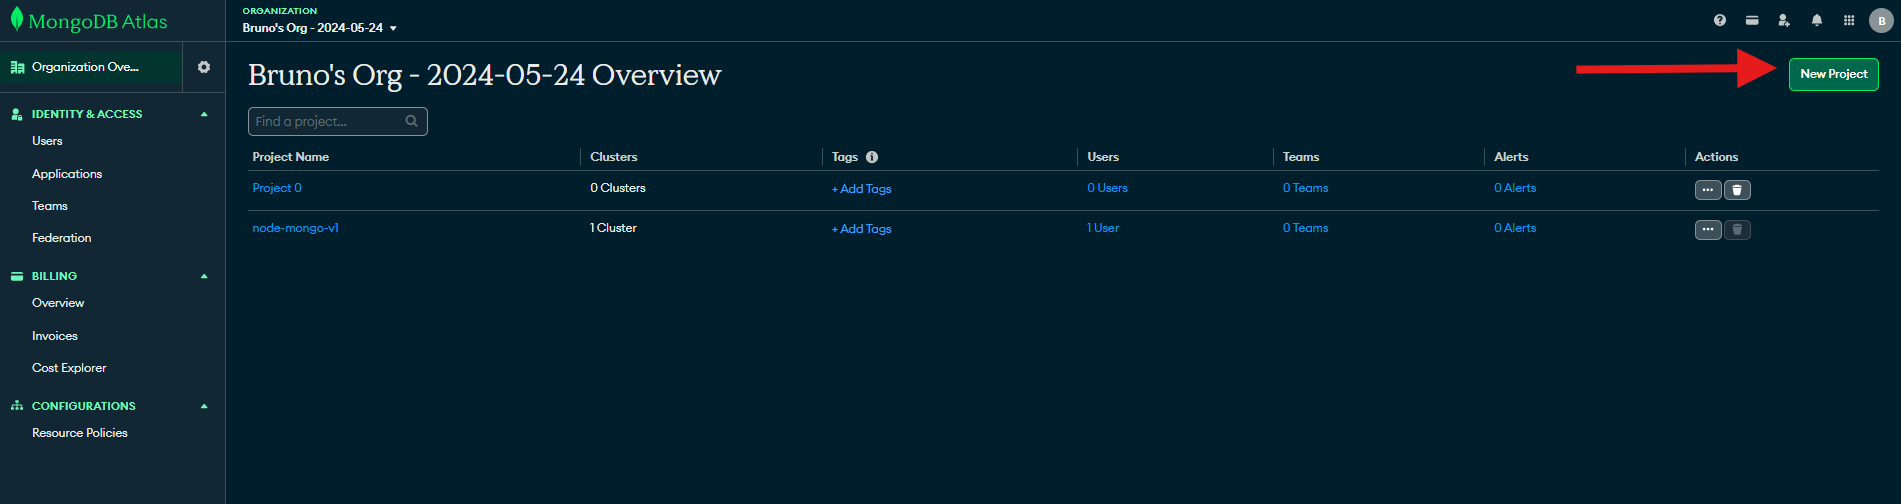 MongoDB Atlas
ORGANIZATION
Bruno's Org - 2024-05-24
B
Organization Ove...
IDENTITY & ACCESS
Users
Applications
Teams
Federation
BILLING
Overview
Invoices
Cost Explorer
CONFIGURATIONS
Resource Policies
Bruno's Org - 2024-05-24 Overview
New Project
Find a project...
Project Name Clusters Tags Users Teams Alerts Actions
Project 0 0 Clusters + Add Tags 0 Users 0 Teams 0 Alerts
node-mongo-v1 1 Cluster + Add Tags 1 User 0 Teams 0 Alerts